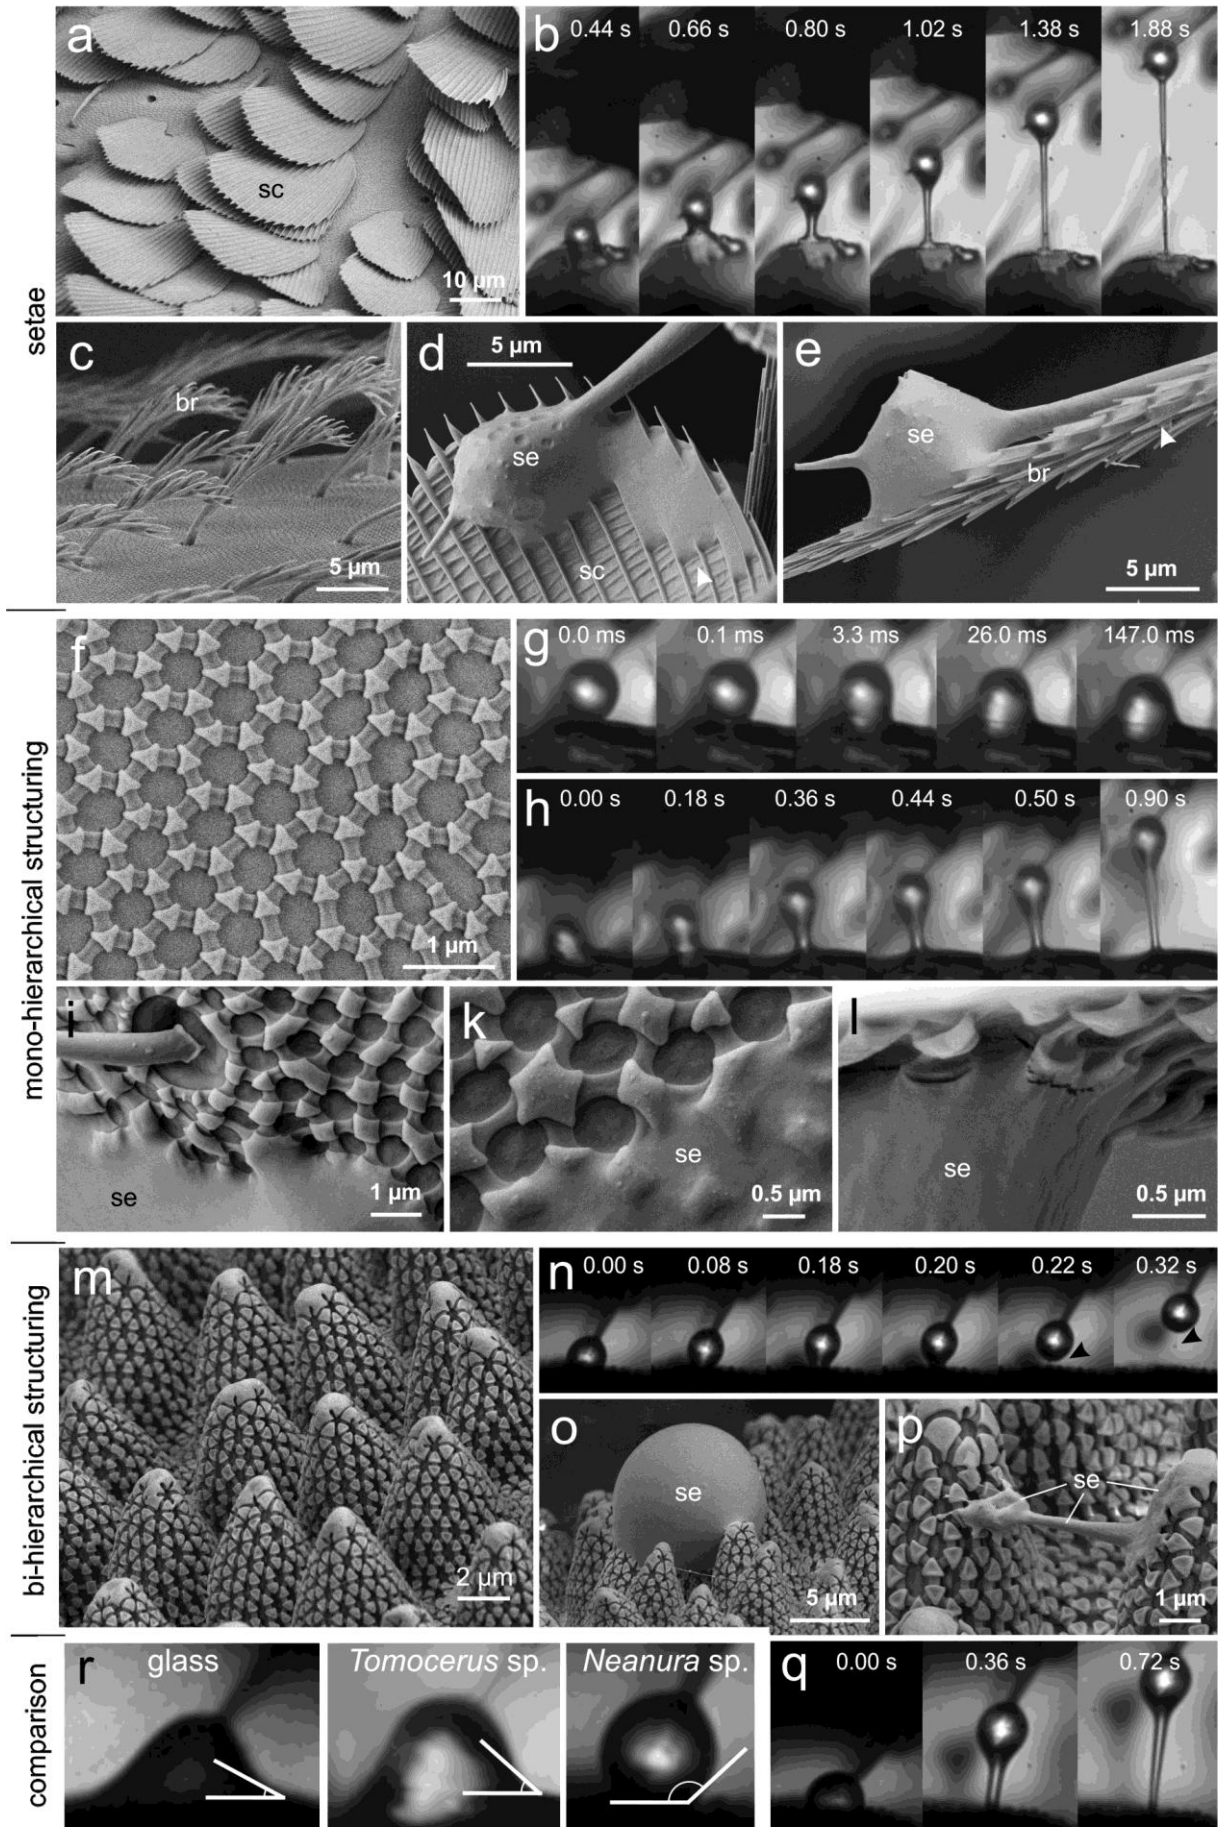 setae
a
sc
10 µm
b
0.44 s 0.66 s 0.80 s 1.02 s 1.38 s 1.88 s
c
br
5 µm
d
5 µm
se
sc
e
se
br
5 µm
mono-hierarchical structuring
f
1 µm
g
0.0 ms 0.1 ms 3.3 ms 26.0 ms 147.0 ms
h
0.00 s 0.18 s 0.36 s 0.44 s 0.50 s 0.90 s
i
se
1 µm
k
se
0.5 µm
l
se
0.5 µm
bi-hierarchical structuring
m
2 µm
n
0.00 s 0.08 s 0.18 s 0.20 s 0.22 s 0.32 s
o
se
5 µm
p
se
1 µm
comparison
r
glass
Tomocerus sp.
Neanura sp.
q
0.00 s 0.36 s 0.72 s